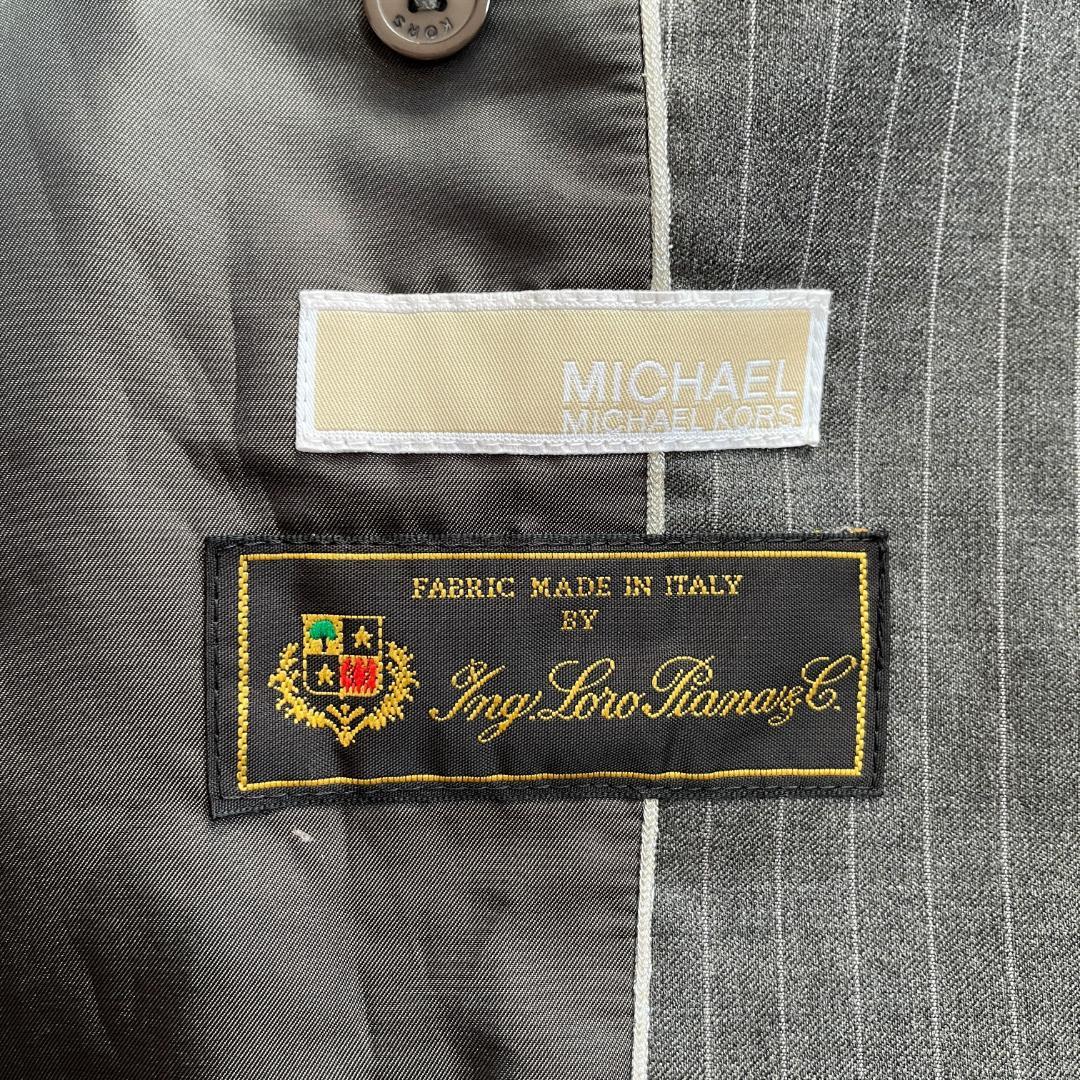 KORS
MICHAEL
MICHAEL KORS
FABRIC MADE IN ITALY
BY
Ing. Loro Piana & C.